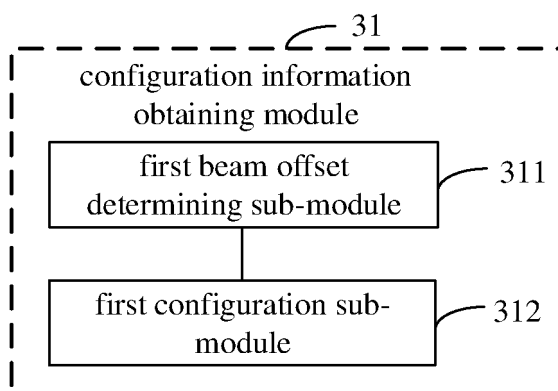 31
configuration information
obtaining module
first beam offset
determining sub-module
311
first configuration sub-
module
312